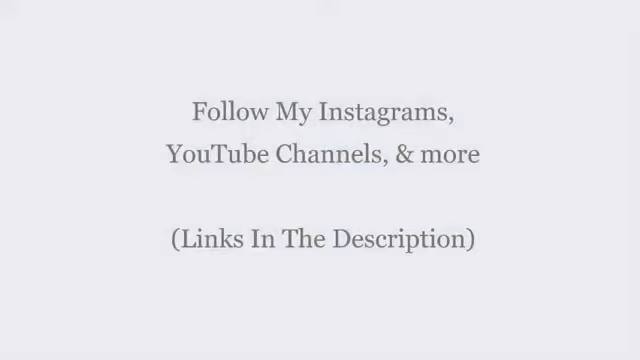 Follow My Instagrams,
YouTube Channels, & more
(Links In The Description)